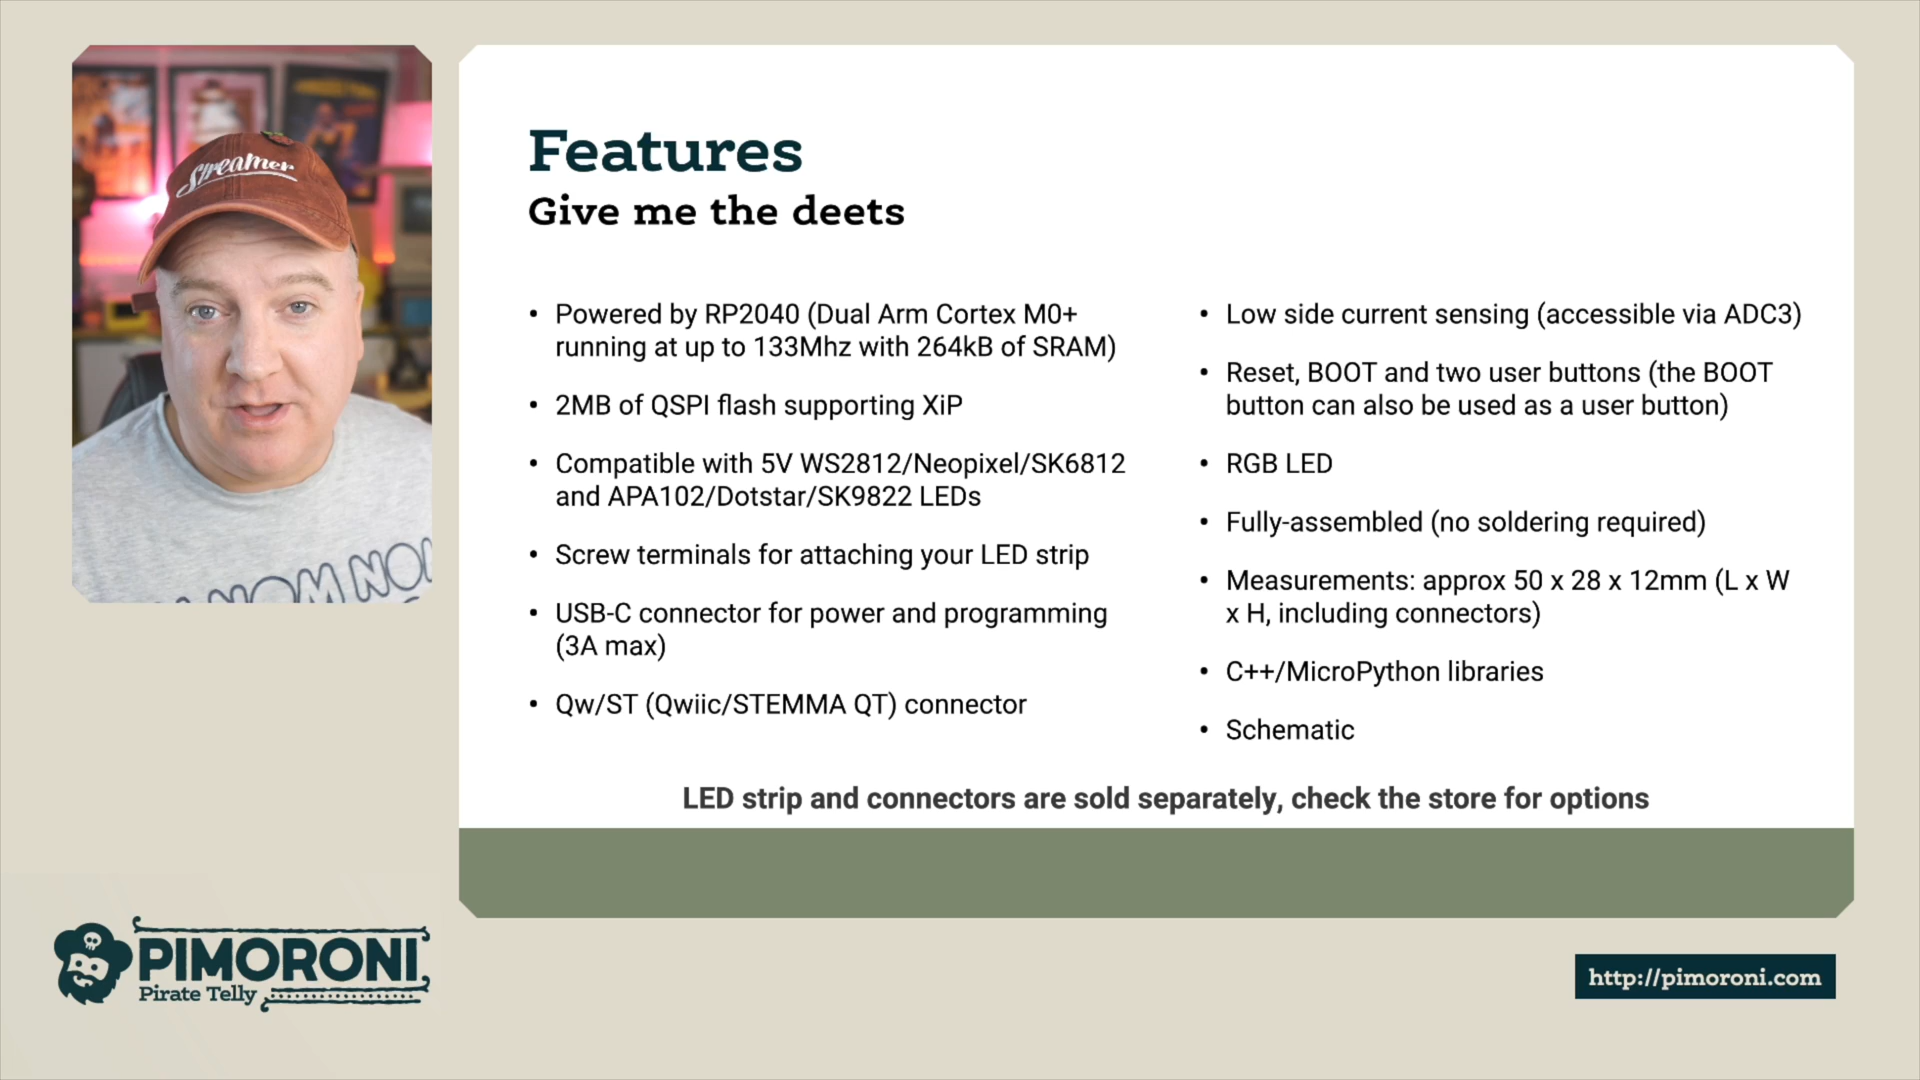 Streamer
NOM NO
Features
Give me the deets
• Powered by RP2040 (Dual Arm Cortex M0+
running at up to 133Mhz with 264kB of SRAM)
• 2MB of QSPI flash supporting XiP
• Compatible with 5V WS2812/Neopixel/SK6812
and APA102/Dotstar/SK9822 LEDs
• Screw terminals for attaching your LED strip
• USB-C connector for power and programming
(3A max)
• Qw/ST (Qwiic/STEMMA QT) connector
• Low side current sensing (accessible via ADC3)
• Reset, BOOT and two user buttons (the BOOT
button can also be used as a user button)
• RGB LED
• Fully-assembled (no soldering required)
• Measurements: approx 50 x 28 x 12mm (L x W
x H, including connectors)
• C++/MicroPython libraries
• Schematic
LED strip and connectors are sold separately, check the store for options
PIMORONI
Pirate Telly
http://pimoroni.com